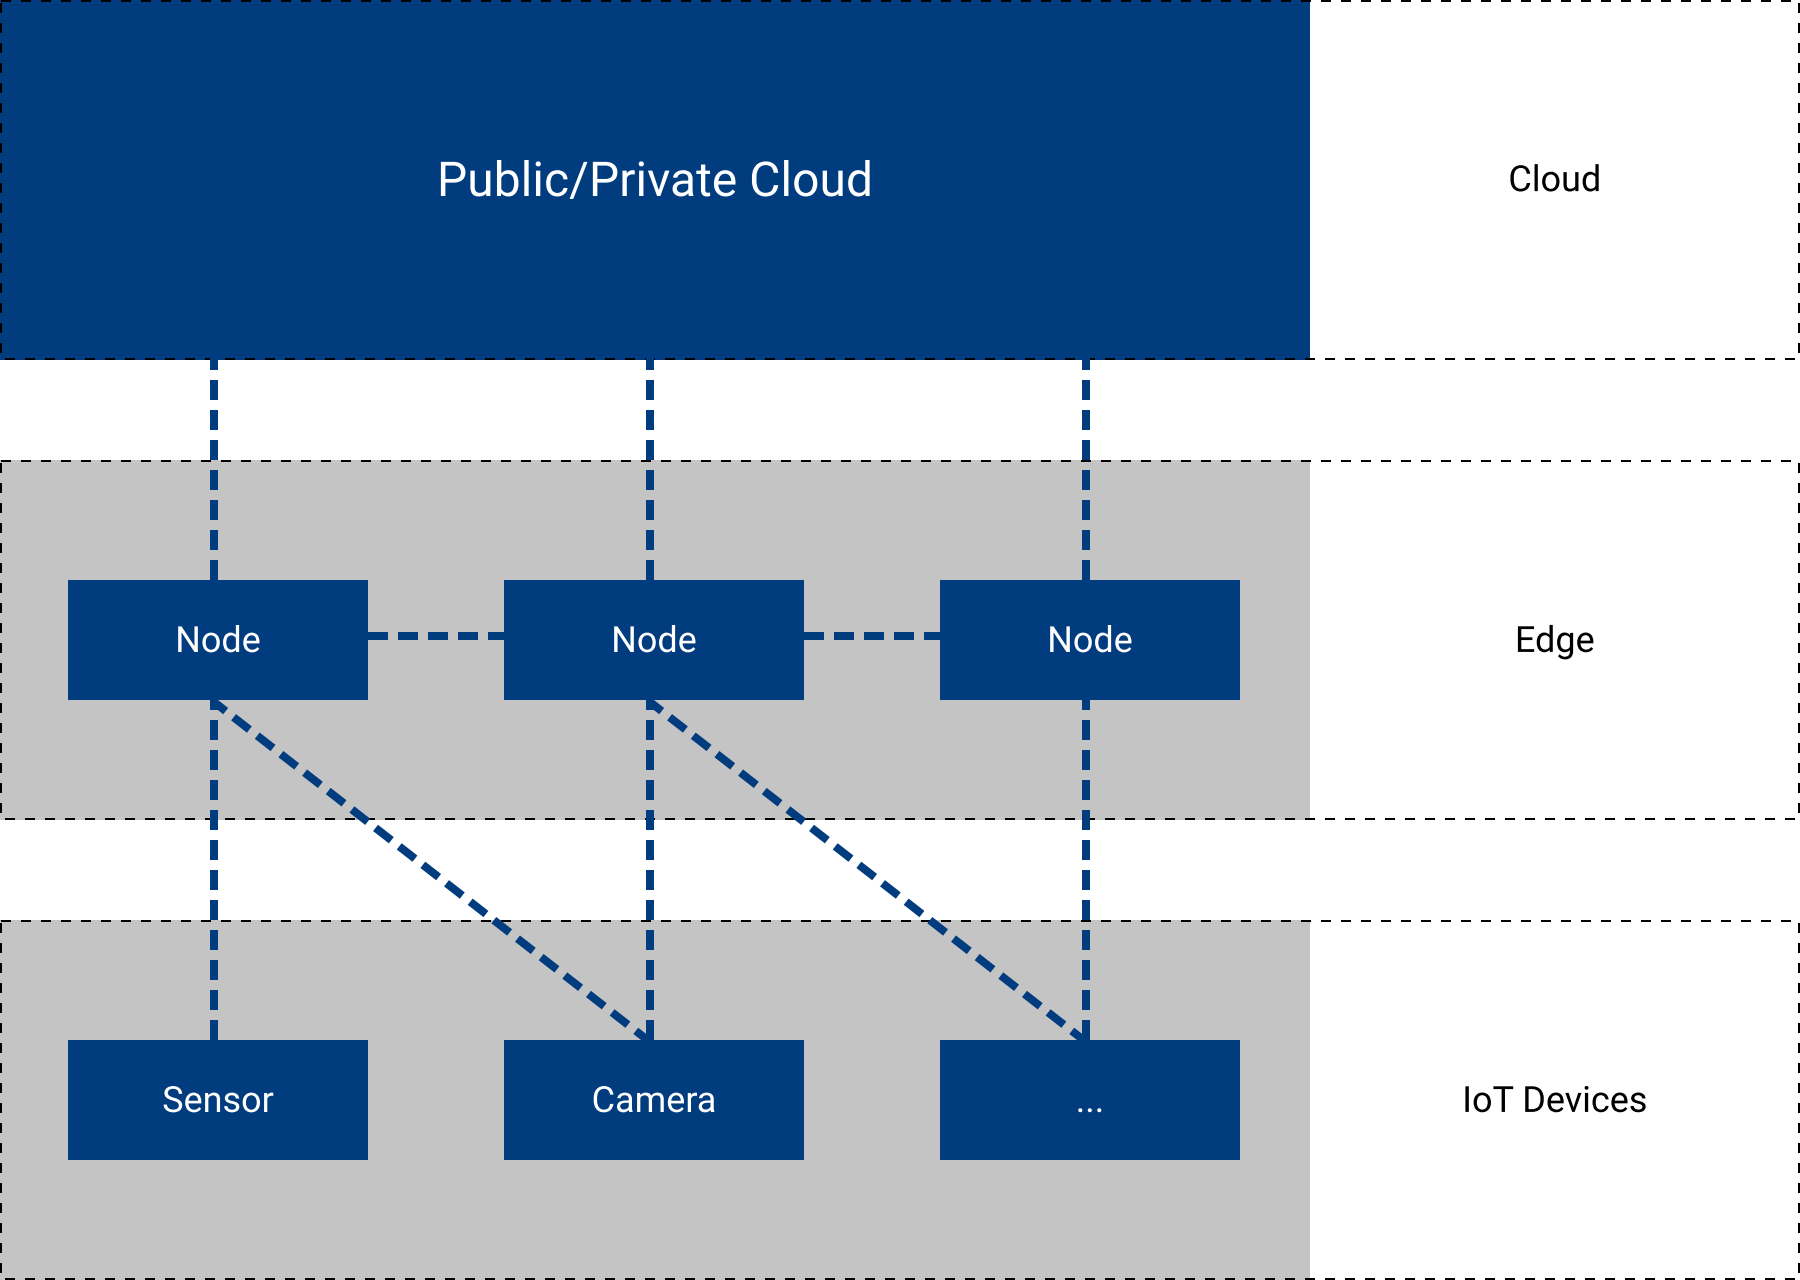 Public/Private Cloud
Cloud
Node
Node
Node
Edge
Sensor
Camera
...
IoT Devices